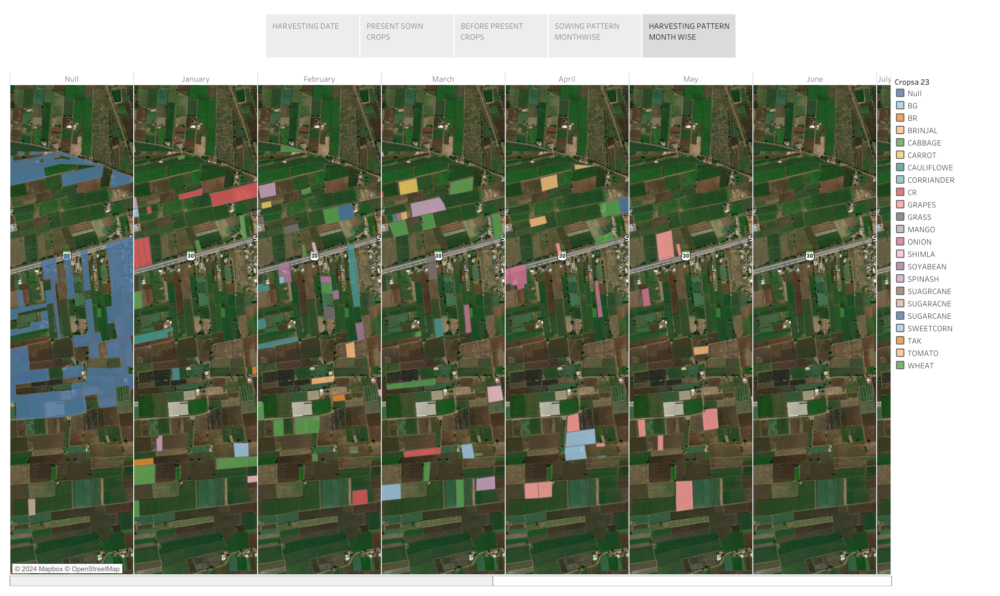 HARVESTING DATE
PRESENT SOWN
CROPS
BEFORE PRESENT
CROPS
SOWING PATTERN
MONTHWISE
HARVESTING PATTERN
MONTH WISE
Null
January
February
March
April
May
June
July
30
30
30
30
30
30
30
S
S
S
S
S
S
© 2024 Mapbox © OpenStreetMap
Cropsa 23
Null
BG
BR
BRINJAL
CABBAGE
CARROT
CAULIFLOWE
CORRIANDER
CR
GRAPES
GRASS
MANGO
ONION
SHIMLA
SOYABEAN
SPINASH
SUAGRCANE
SUGARACNE
SUGARCANE
SWEETCORN
TAK
TOMATO
WHEAT